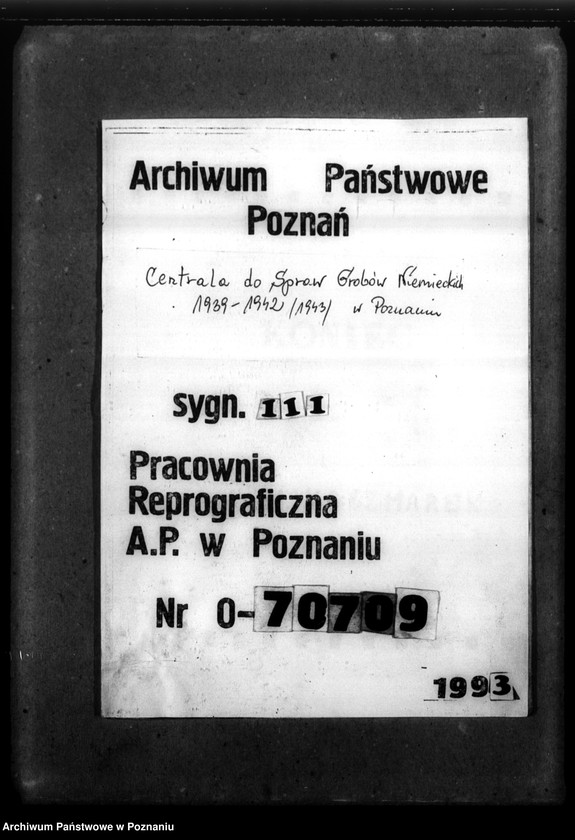 Archiwum Państwowe
Poznań
Centrala do Spraw Grobów Niemieckich
1939-1942 /1943/ w Poznaniu
sygn. 111
Pracownia
Reprograficzna
A.P. w Poznaniu
Nr 0-70709
1993
Archiwum Państwowe w Poznaniu